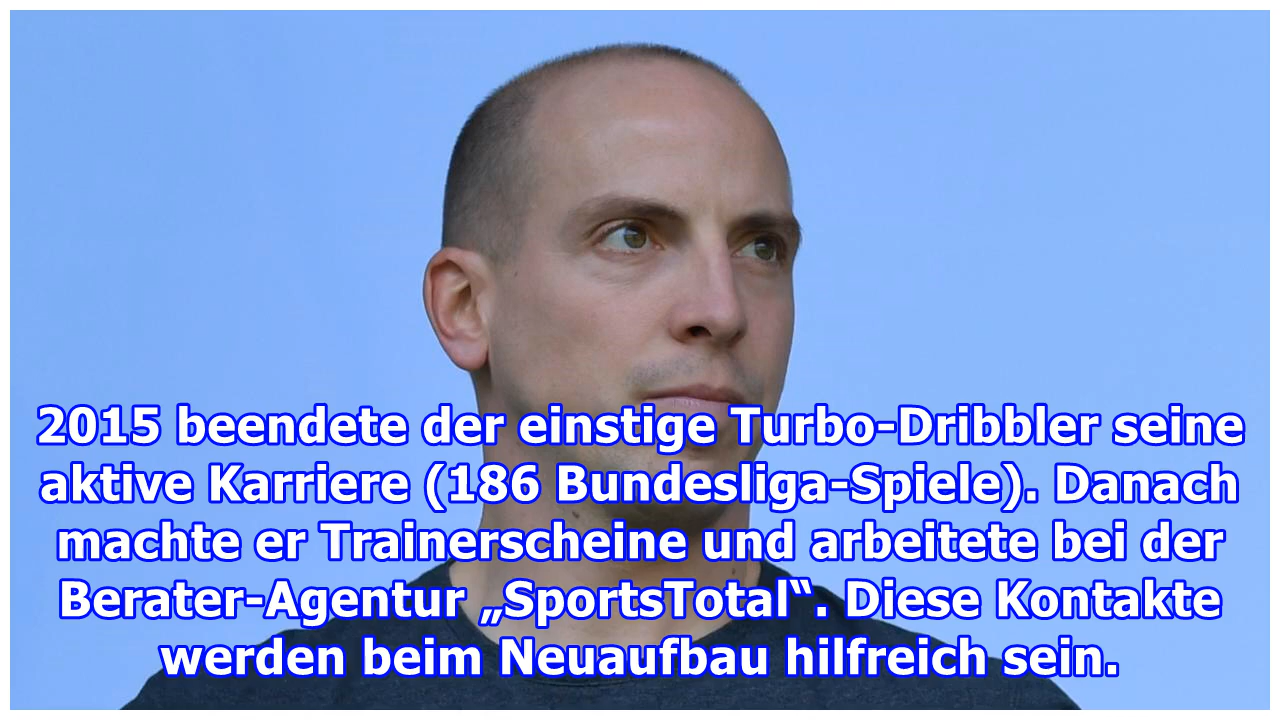 2015 beendete der einstige Turbo-Dribbler seine
aktive Karriere (186 Bundesliga-Spiele). Danach
machte er Trainerscheine und arbeitete bei der
Berater-Agentur „SportsTotal“. Diese Kontakte
werden beim Neuaufbau hilfreich sein.